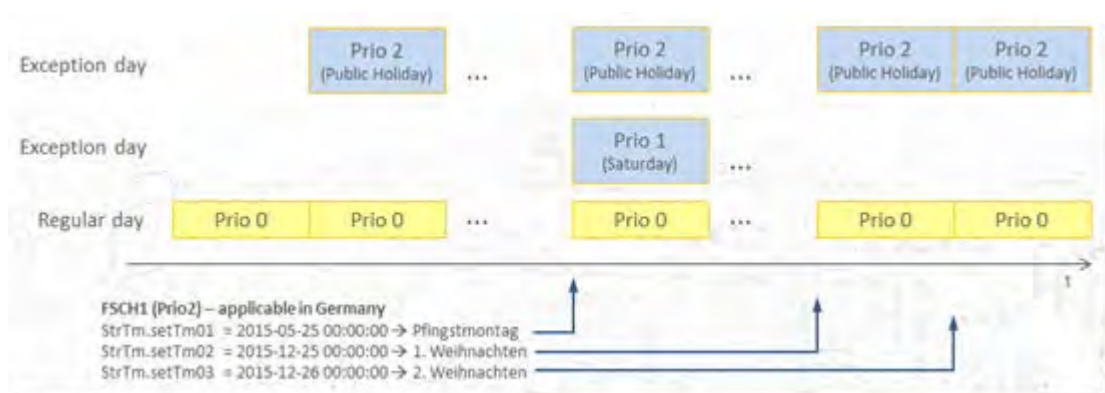 Exception day
Prio 2 Prio 2 Prio 2 Prio 2
(Public Holiday) ... (Public Holiday) ... (Public Holiday) (Public Holiday)
Exception day
Prio 1
(Saturday) ...
Regular day Prio 0 Prio 0 ... Prio 0 ... Prio 0 Prio 0
t
FSCH1 (Prio2) – applicable in Germany
StrTm.setTm01 = 2015-05-25 00:00:00 → Pfingstmontag
StrTm.setTm02 = 2015-12-25 00:00:00 → 1. Weihnachten
StrTm.setTm03 = 2015-12-26 00:00:00 → 2. Weihnachten